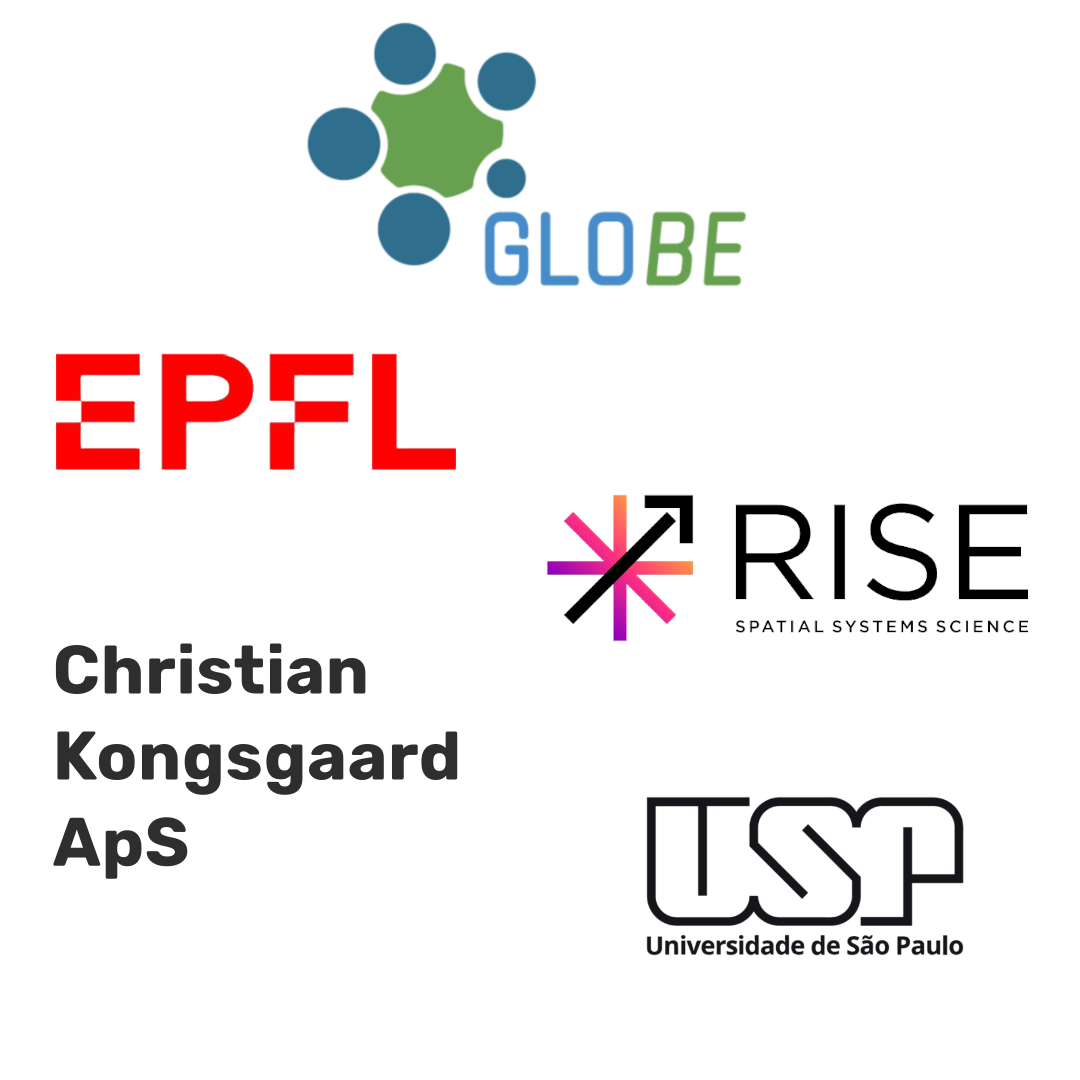 GLOBE
EPFL
RISE
SPATIAL SYSTEMS SCIENCE
Christian
Kongsgaard
ApS
USP
Universidade de São Paulo